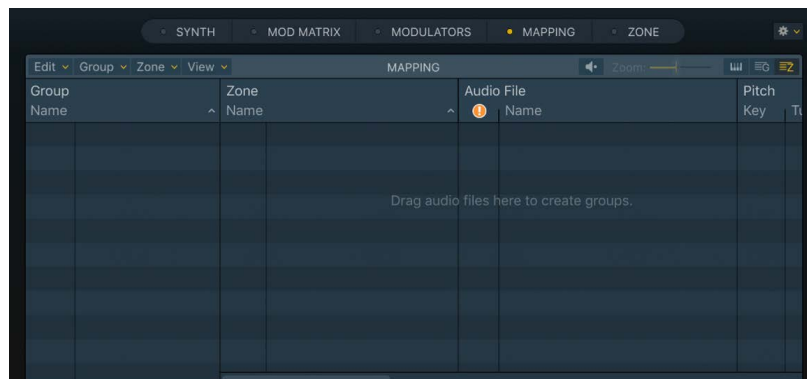 SYNTH MOD MATRIX MODULATORS MAPPING ZONE
Edit Group Zone View MAPPING Zoom: G Z
Group Zone Audio File Pitch
Name Name Name Key
Drag audio files here to create groups.